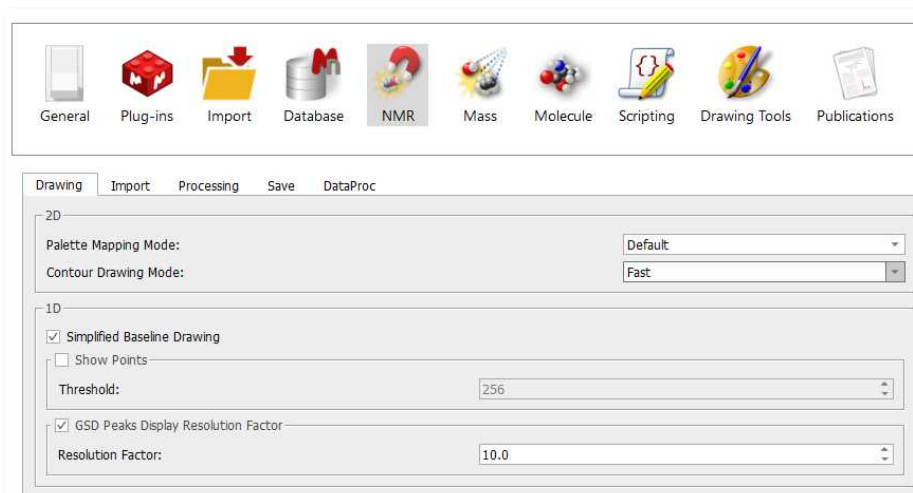 General Plug-ins Import Database NMR Mass Molecule Scripting Drawing Tools Publications
Drawing Import Processing Save DataProc
2D
Palette Mapping Mode: Default
Contour Drawing Mode: Fast
1D
Simplified Baseline Drawing
Show Points
Threshold: 256
GSD Peaks Display Resolution Factor
Resolution Factor: 10.0